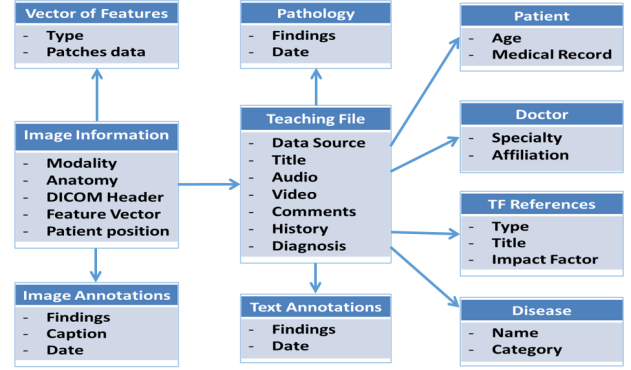 Vector of Features
- Type
- Patches data
Pathology
- Findings
- Date
Patient
- Age
- Medical Record
Image Information
- Modality
- Anatomy
- DICOM Header
- Feature Vector
- Patient position
Teaching File
- Data Source
- Title
- Audio
- Video
- Comments
- History
- Diagnosis
Doctor
- Specialty
- Affiliation
TF References
- Type
- Title
- Impact Factor
Image Annotations
- Findings
- Caption
- Date
Text Annotations
- Findings
- Date
Disease
- Name
- Category